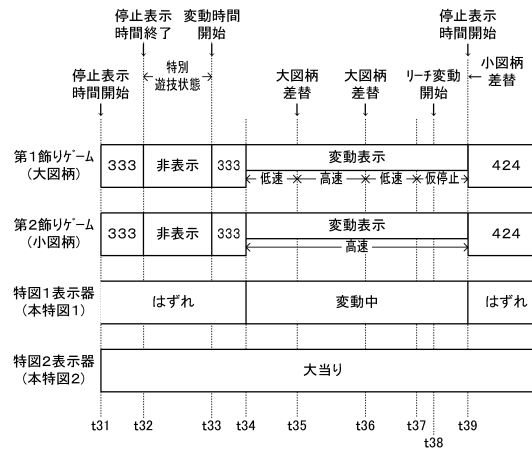 停止表示
時間終了
変動時間
開始
停止表示
時間開始
特別
遊技状態
大図柄
差替
大図柄
差替
リーチ変動
開始
停止表示
時間開始
小図柄
差替
第1飾りゲーム
(大図柄)
333
非表示
333
変動表示
低速
高速
低速
仮停止
424
第2飾りゲーム
(小図柄)
333
非表示
333
変動表示
高速
424
特図1表示器
(本特図1)
はずれ
変動中
はずれ
特図2表示器
(本特図2)
大当り
t31
t32
t33
t34
t35
t36
t37
t38
t39